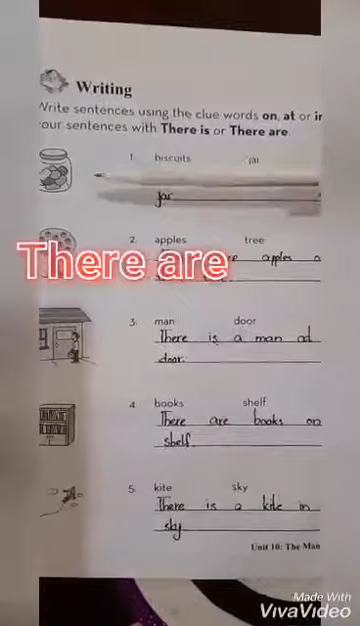 Writing
Write sentences using the clue words on, at or in
our sentences with There is or There are.
1. biscuits jar
jar
2. apples tree
There are
apples
3. man door
There is a man at
door.
4. books shelf
There are books on
shelf.
5. kite sky
There is a kite in
sky
Unit 10: The Man
Made With
VivaVideo